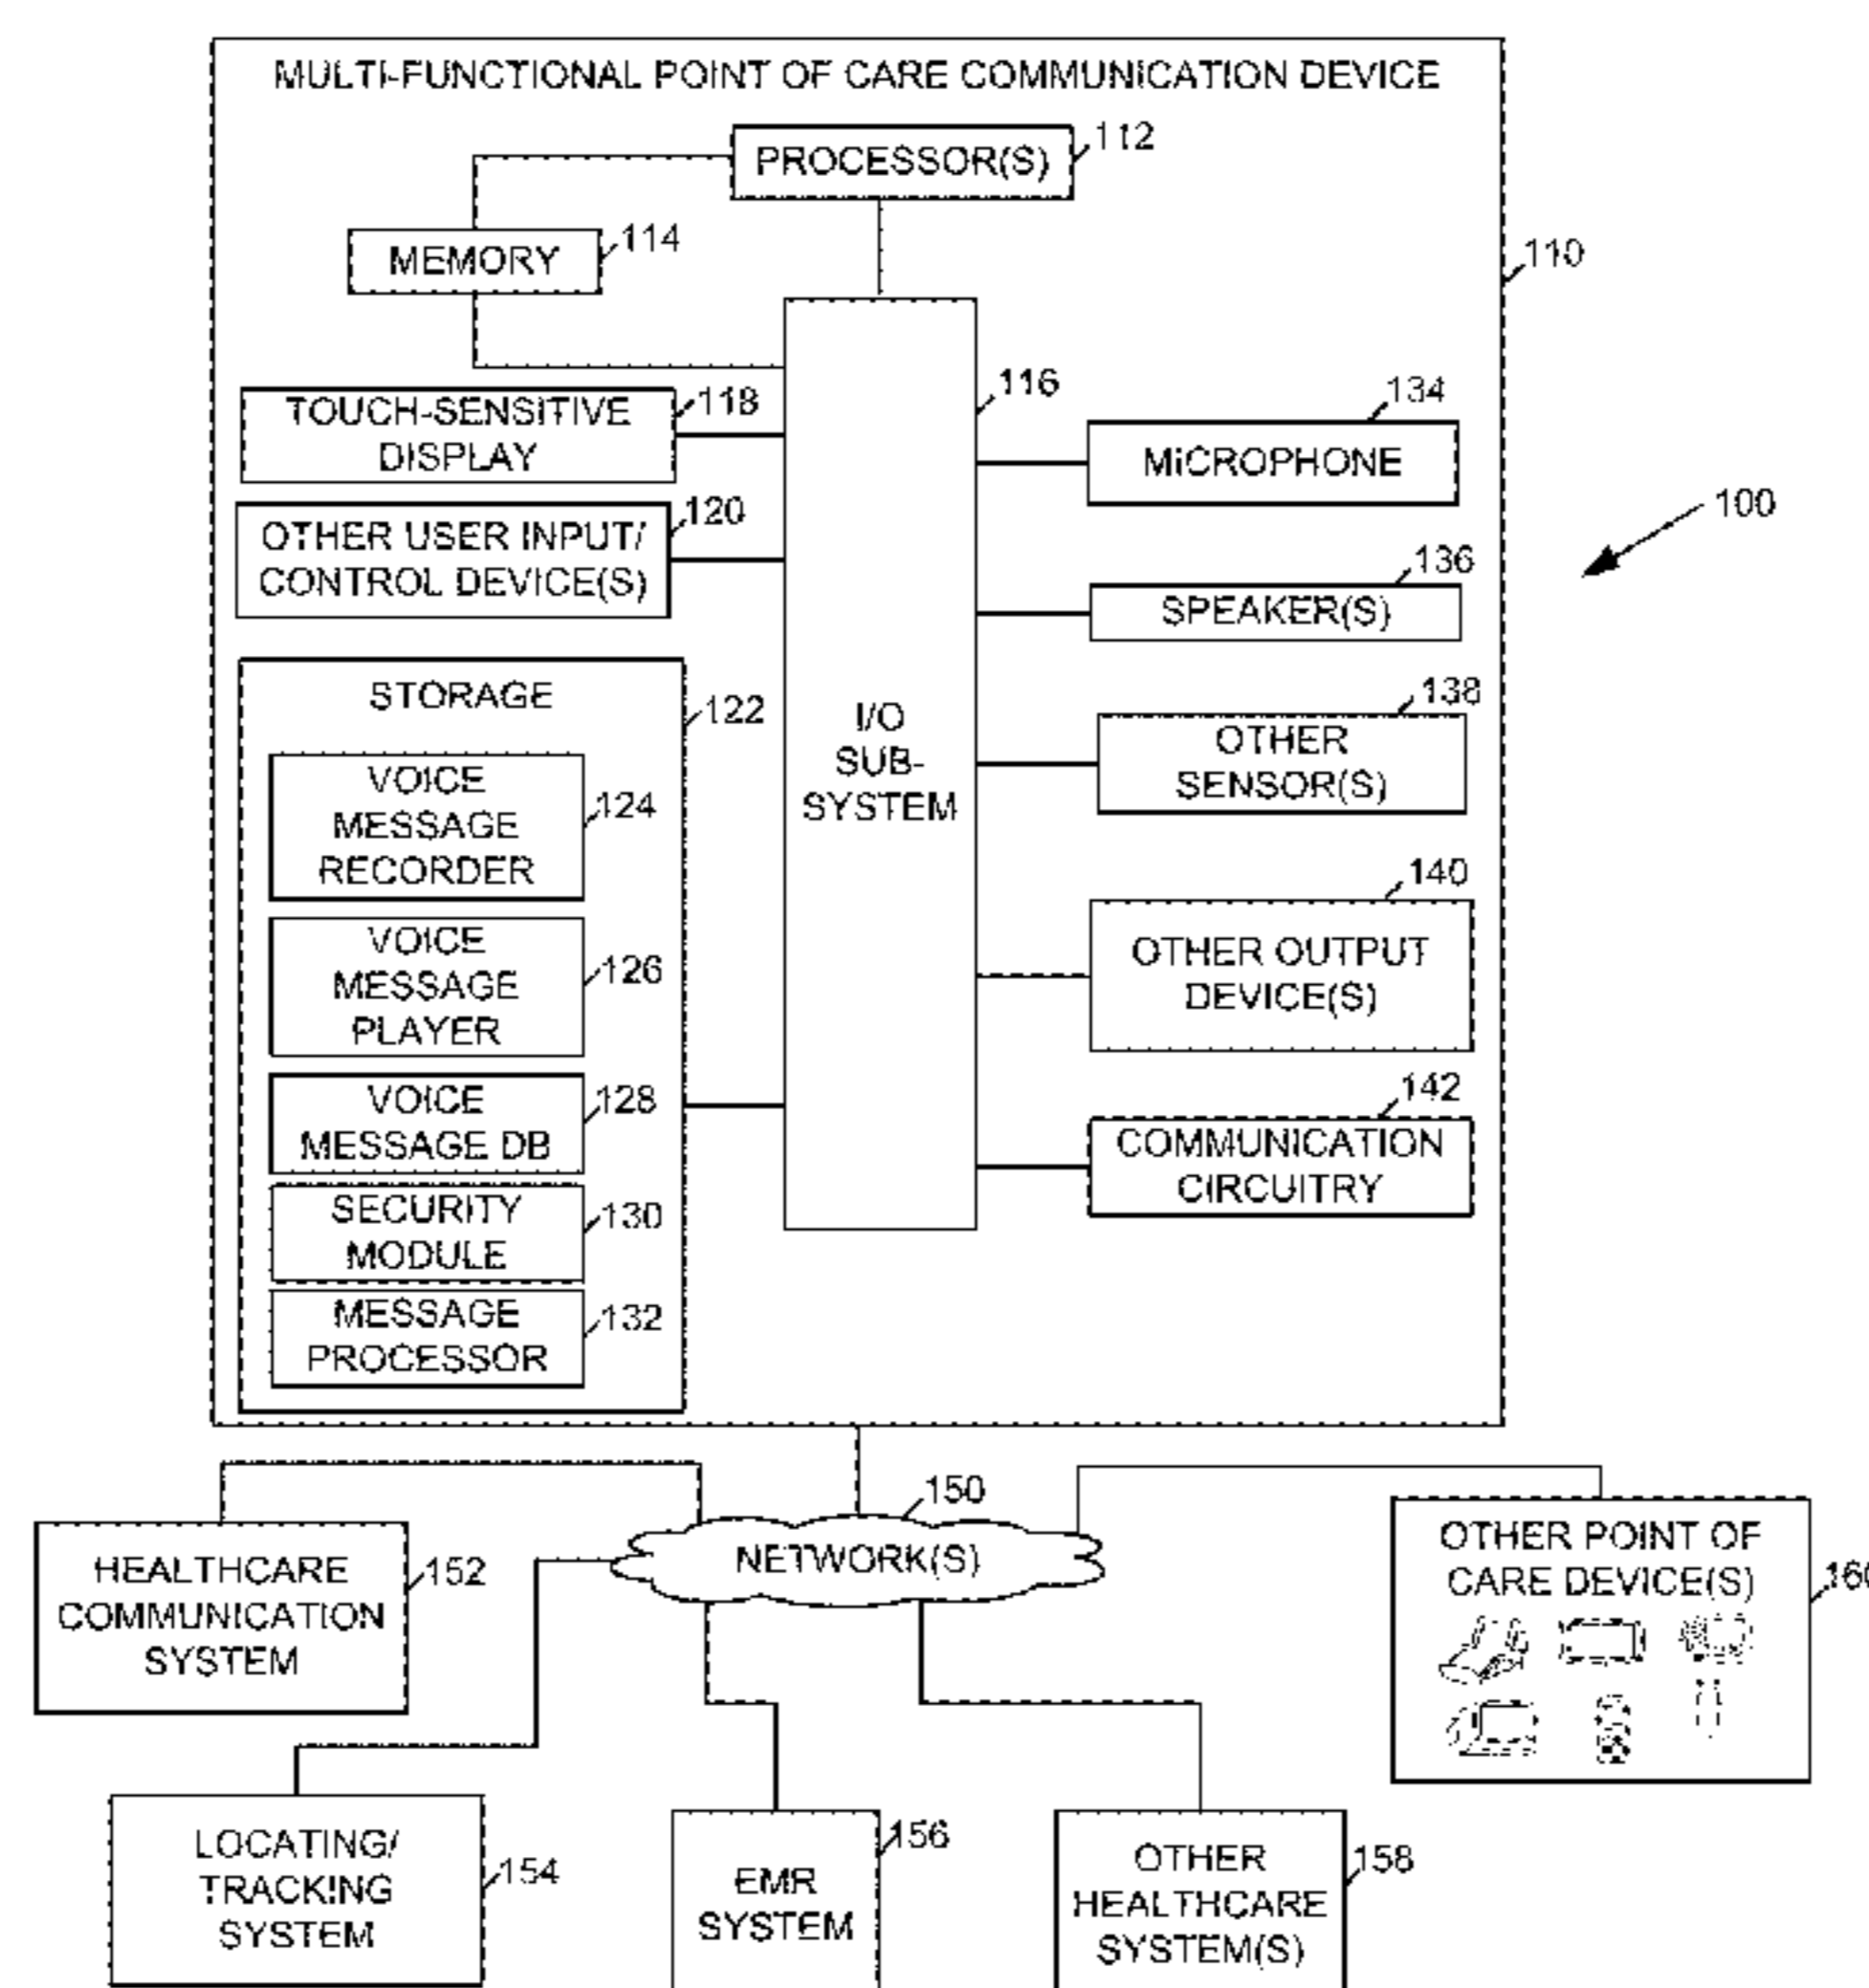 MULTI-FUNCTIONAL POINT OF CARE COMMUNICATION DEVICE
PROCESSOR(S)
112
MEMORY
114
110
TOUCH-SENSITIVE
DISPLAY
118
116
134
MICROPHONE
OTHER USER INPUT/
CONTROL DEVICE(S)
120
100
136
SPEAKER(S)
STORAGE
122
I/O
SUB-
SYSTEM
138
OTHER
SENSOR(S)
VOICE
MESSAGE
RECORDER
124
140
OTHER OUTPUT
DEVICE(S)
VOICE
MESSAGE
PLAYER
126
VOICE
MESSAGE DB
128
142
COMMUNICATION
CIRCUITRY
SECURITY
MODULE
130
MESSAGE
PROCESSOR
132
150
NETWORK(S)
HEALTHCARE
COMMUNICATION
SYSTEM
152
OTHER POINT OF
CARE DEVICE(S)
160
LOCATING/
TRACKING
SYSTEM
154
EMR
SYSTEM
156
OTHER
HEALTHCARE
SYSTEM(S)
158